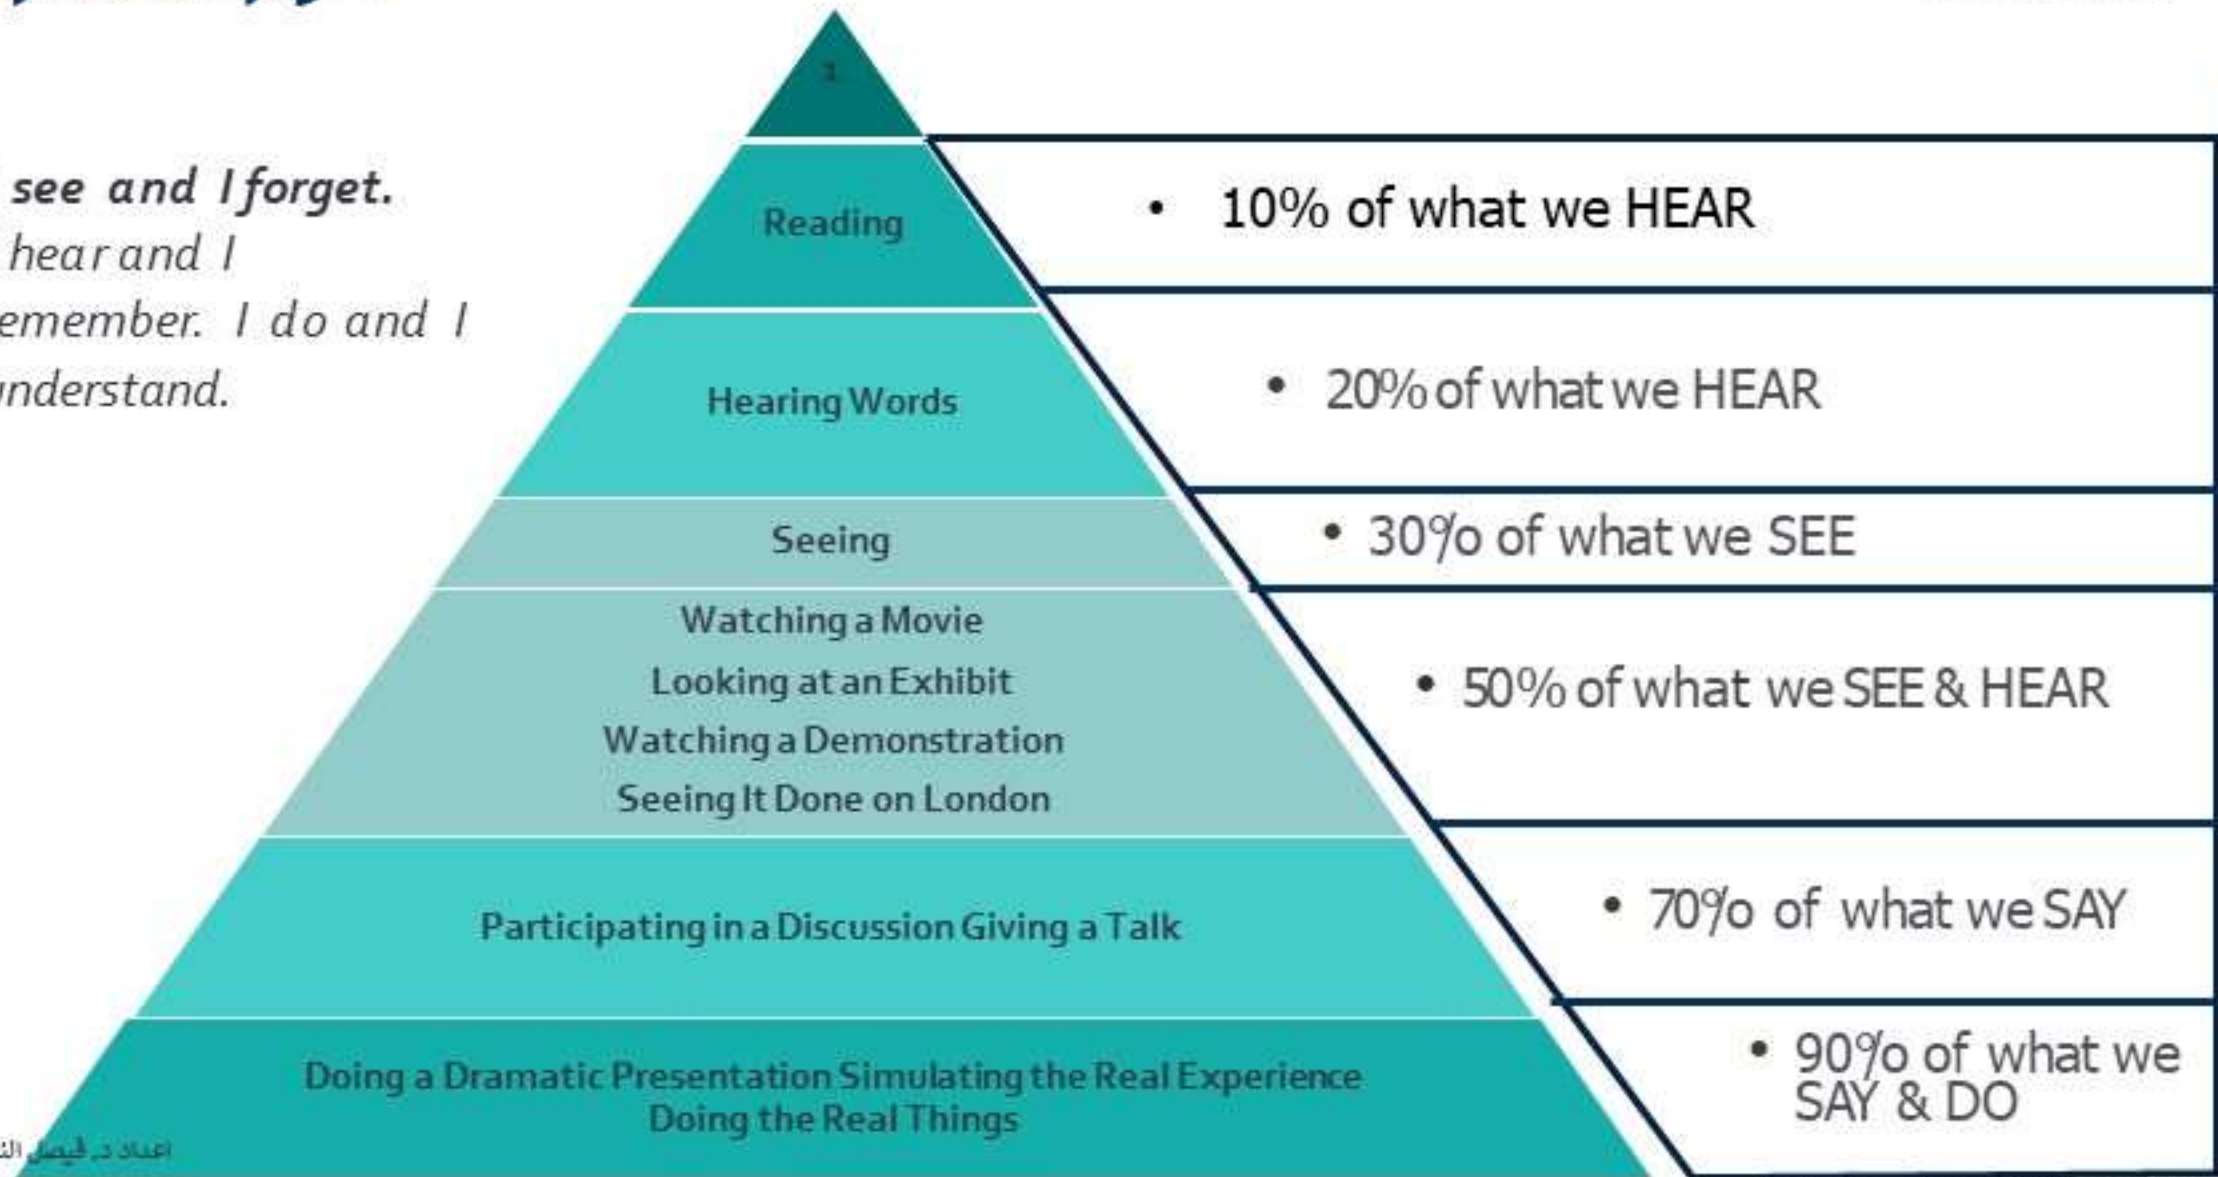 see and I forget.
hear and I
emember. I do and I
understand.
Reading
• 10% of what we HEAR
Hearing Words
• 20% of what we HEAR
Seeing
• 30% of what we SEE
Watching a Movie
Looking at an Exhibit
Watching a Demonstration
Seeing It Done on London
• 50% of what we SEE & HEAR
Participating in a Discussion Giving a Talk
• 70% of what we SAY
Doing a Dramatic Presentation Simulating the Real Experience
Doing the Real Things
• 90% of what we
SAY & DO
اعداد د. فيصل